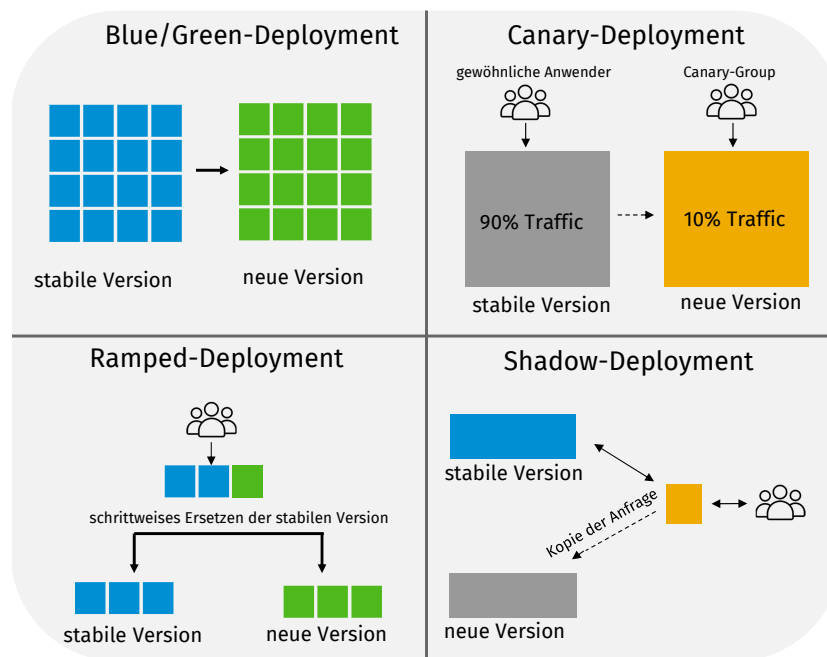 Blue/Green-Deployment
stabile Version
neue Version
Canary-Deployment
gewöhnliche Anwender
Canary-Group
90% Traffic
10% Traffic
stabile Version
neue Version
Ramped-Deployment
schrittweises Ersetzen der stabilen Version
stabile Version
neue Version
Shadow-Deployment
stabile Version
Kopie der Anfrage
neue Version